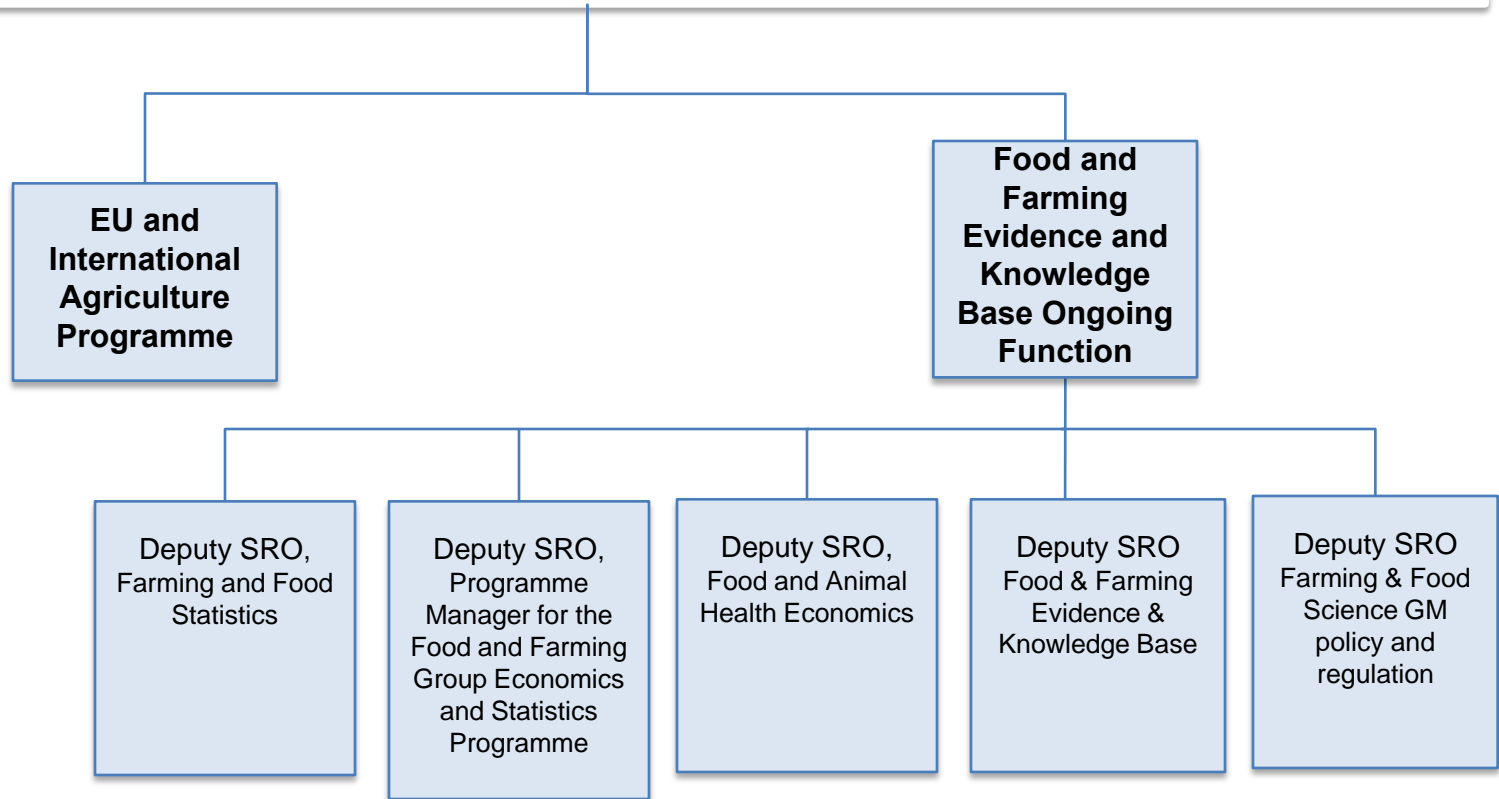 EU and
International
Agriculture
Programme
Food and
Farming
Evidence and
Knowledge
Base Ongoing
Function
Deputy SRO,
Farming and Food
Statistics
Deputy SRO,
Programme
Manager for the
Food and Farming
Group Economics
and Statistics
Programme
Deputy SRO,
Food and Animal
Health Economics
Deputy SRO
Food & Farming
Evidence &
Knowledge Base
Deputy SRO
Farming & Food
Science GM
policy and
regulation